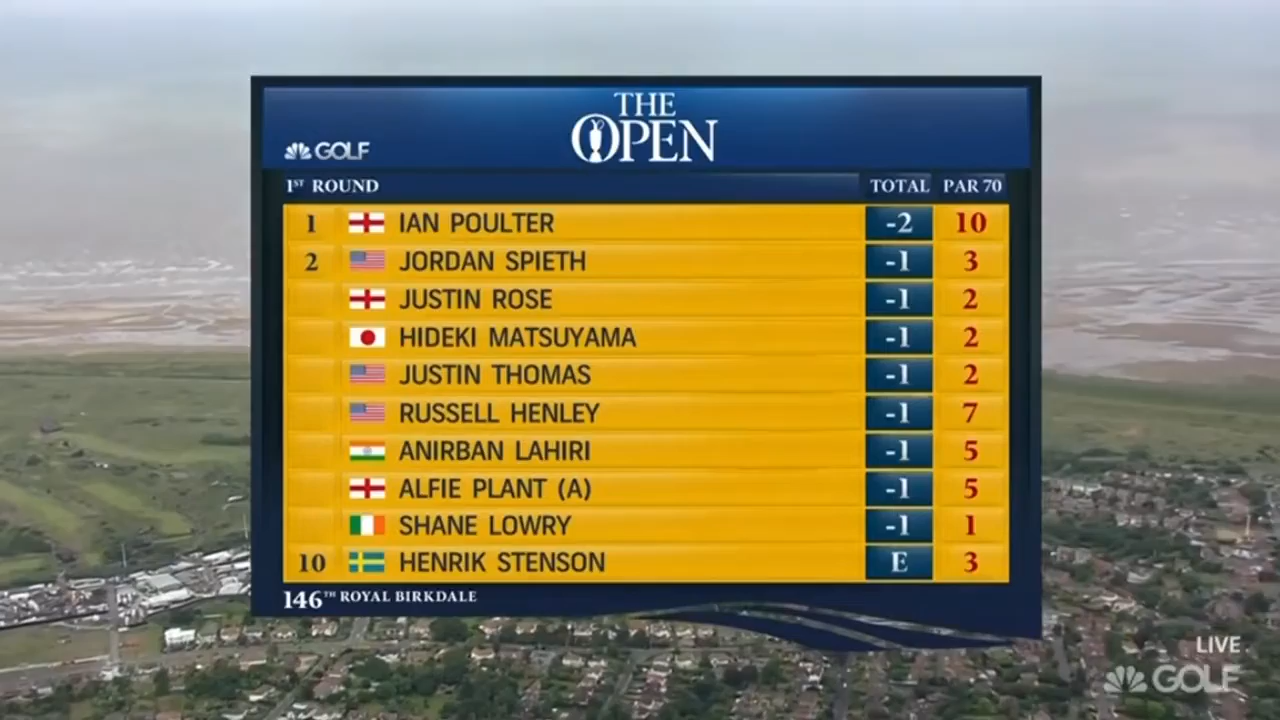 THE
OPEN
GOLF
1ST ROUND TOTAL PAR 70
1 IAN POULTER -2 10
2 JORDAN SPIETH -1 3
JUSTIN ROSE -1 2
HIDEKI MATSUYAMA -1 2
JUSTIN THOMAS -1 2
RUSSELL HENLEY -1 7
ANIRBAN LAHIRI -1 5
ALFIE PLANT (A) -1 5
SHANE LOWRY -1 1
10 HENRIK STENSON E 3
146TH ROYAL BIRKDALE
LIVE
GOLF